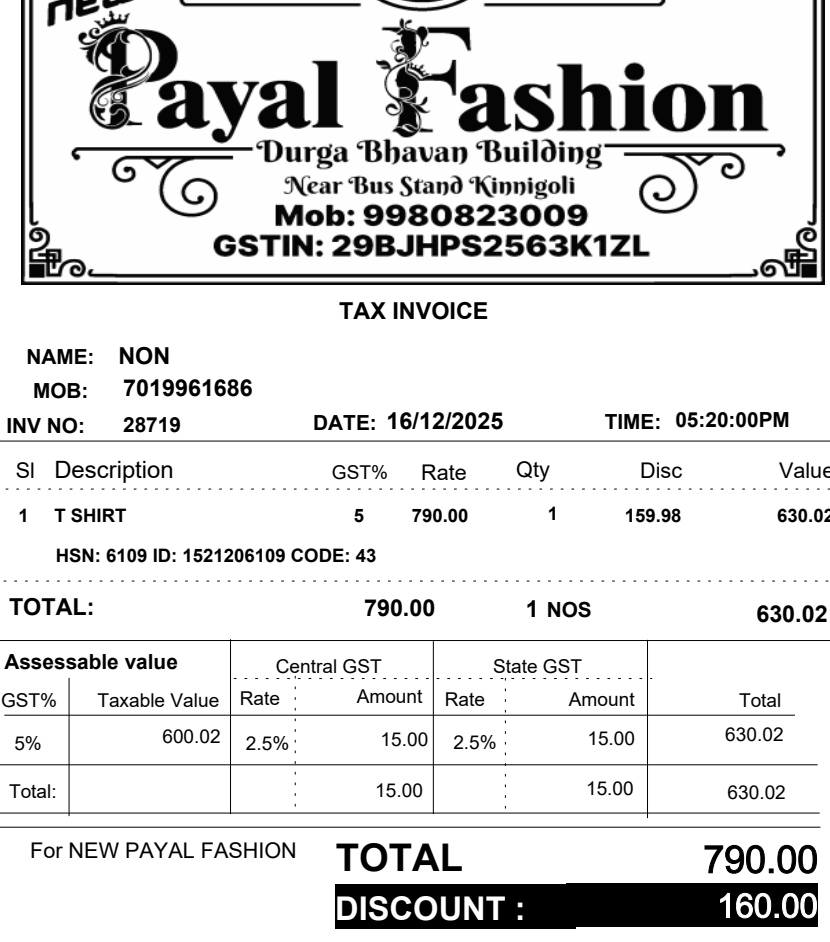 new
Payal Fashion
Durga Bhavan Building
Near Bus Stand Kinnigoli
Mob: 9980823009
GSTIN: 29BJHPS2563K1ZL
TAX INVOICE
NAME: NON
MOB: 7019961686
INV NO: 28719 DATE: 16/12/2025 TIME: 05:20:00PM
Sl Description GST% Rate Qty Disc Value
1 T SHIRT 5 790.00 1 159.98 630.02
HSN: 6109 ID: 1521206109 CODE: 43
TOTAL: 790.00 1 NOS 630.02
Assessable value Central GST State GST
GST% Taxable Value Rate Amount Rate Amount Total
5% 600.02 2.5% 15.00 2.5% 15.00 630.02
Total: 15.00 15.00 630.02
For NEW PAYAL FASHION TOTAL 790.00
DISCOUNT : 160.00